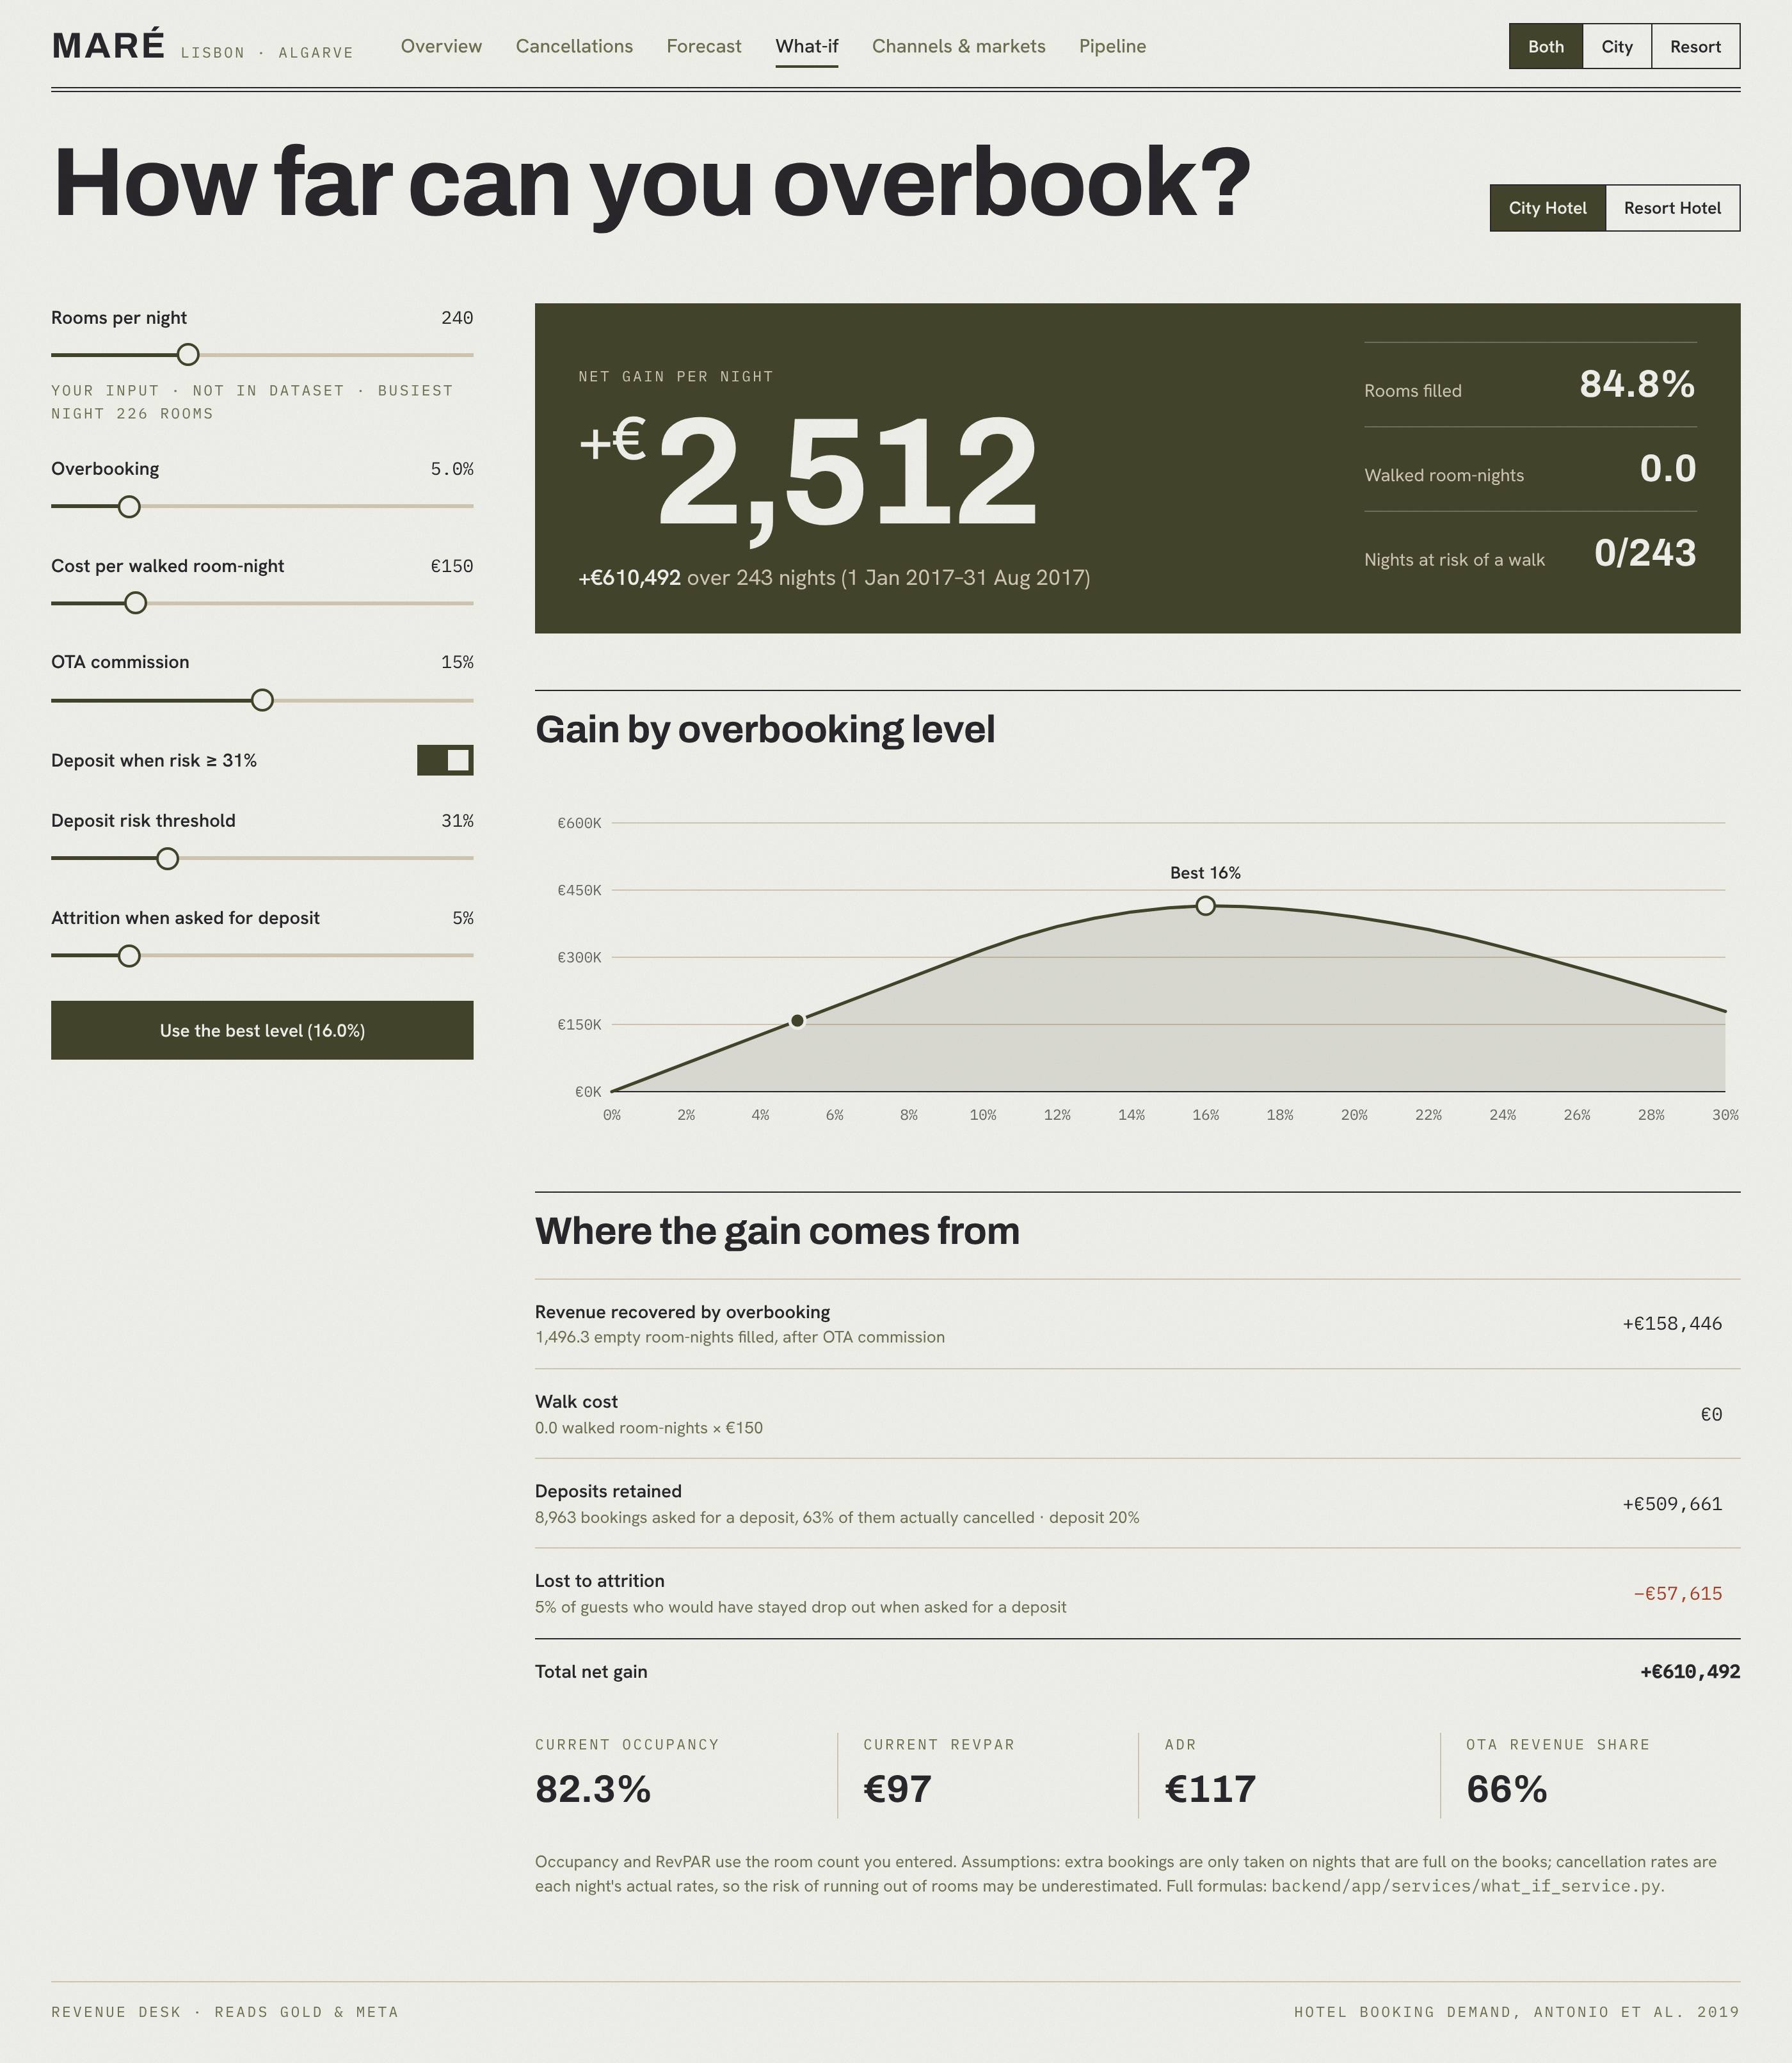 MARÉ LISBON · ALGARVE Overview Cancellations Forecast What-if Channels & markets Pipeline Both City Resort
How far can you overbook?
City Hotel Resort Hotel
Rooms per night 240
YOUR INPUT · NOT IN DATASET · BUSIEST
NIGHT 226 ROOMS
Overbooking 5.0%
Cost per walked room-night €150
OTA commission 15%
Deposit when risk ≥ 31%
Deposit risk threshold 31%
Attrition when asked for deposit 5%
Use the best level (16.0%)
NET GAIN PER NIGHT
+€2,512
+€610,492 over 243 nights (1 Jan 2017–31 Aug 2017)
Rooms filled 84.8%
Walked room-nights 0.0
Nights at risk of a walk 0/243
Gain by overbooking level
€600K
Best 16%
€450K
€300K
€150K
€0K
0% 2% 4% 6% 8% 10% 12% 14% 16% 18% 20% 22% 24% 26% 28% 30%
Where the gain comes from
Revenue recovered by overbooking
1,496.3 empty room-nights filled, after OTA commission
+€158,446
Walk cost
0.0 walked room-nights × €150
€0
Deposits retained
8,963 bookings asked for a deposit, 63% of them actually cancelled · deposit 20%
+€509,661
Lost to attrition
5% of guests who would have stayed drop out when asked for a deposit
−€57,615
Total net gain +€610,492
CURRENT OCCUPANCY
82.3%
CURRENT REVPAR
€97
ADR
€117
OTA REVENUE SHARE
66%
Occupancy and RevPAR use the room count you entered. Assumptions: extra bookings are only taken on nights that are full on the books; cancellation rates are
each night's actual rates, so the risk of running out of rooms may be underestimated. Full formulas: backend/app/services/what_if_service.py.
REVENUE DESK · READS GOLD & META
HOTEL BOOKING DEMAND, ANTONIO ET AL. 2019